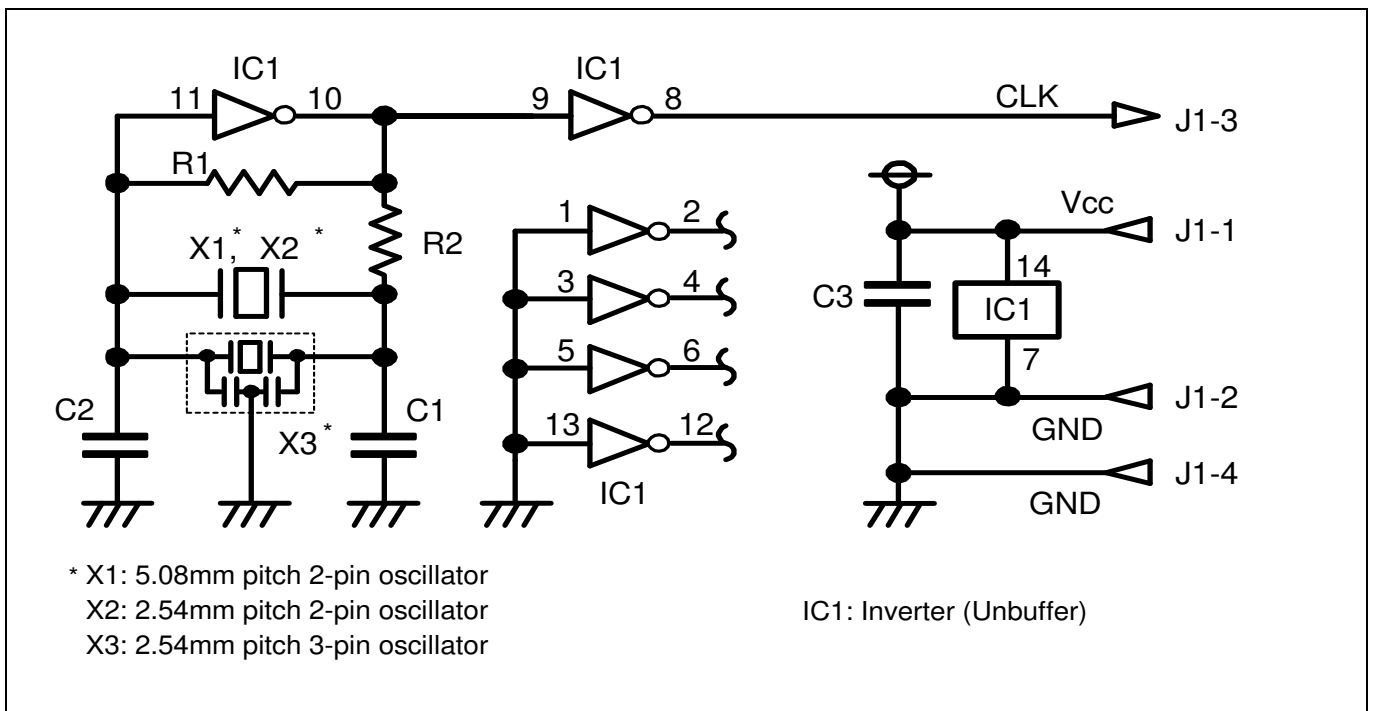 IC1
11 10
IC1
9 8
CLK
J1-3
R1
X1,* X2*
R2
1 2
3 4
5 6
13 12
IC1
Vcc
J1-1
14
C3
IC1
7
J1-2
GND
J1-4
GND
C2
C1
X3*
* X1: 5.08mm pitch 2-pin oscillator
X2: 2.54mm pitch 2-pin oscillator
X3: 2.54mm pitch 3-pin oscillator
IC1: Inverter (Unbuffer)